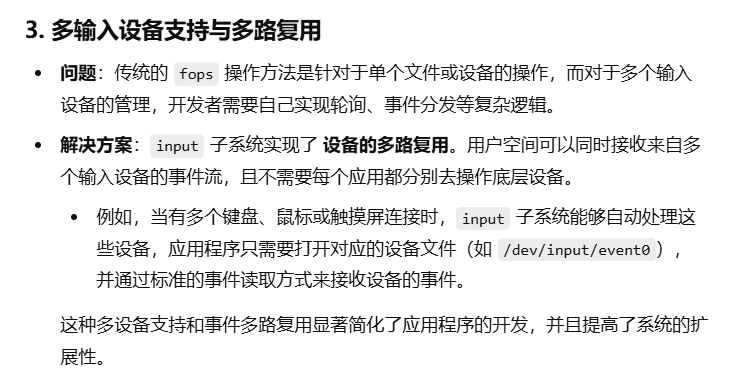 3. 多输入设备支持与多路复用
• 问题：传统的 fops 操作方法是针对于单个文件或设备的操作，而对于多个输入
设备的管理，开发者需要自己实现轮询、事件分发等复杂逻辑。
• 解决方案：input 子系统实现了 设备的多路复用。用户空间可以同时接收来自多
个输入设备的事件流，且不需要每个应用都分别去操作底层设备。
• 例如，当有多个键盘、鼠标或触摸屏连接时，input 子系统能够自动处理这
些设备，应用程序只需要打开对应的设备文件（如 /dev/input/event0），
并通过标准的事件读取方式来接收设备的事件。
这种多设备支持和事件多路复用显著简化了应用程序的开发，并且提高了系统的扩
展性。